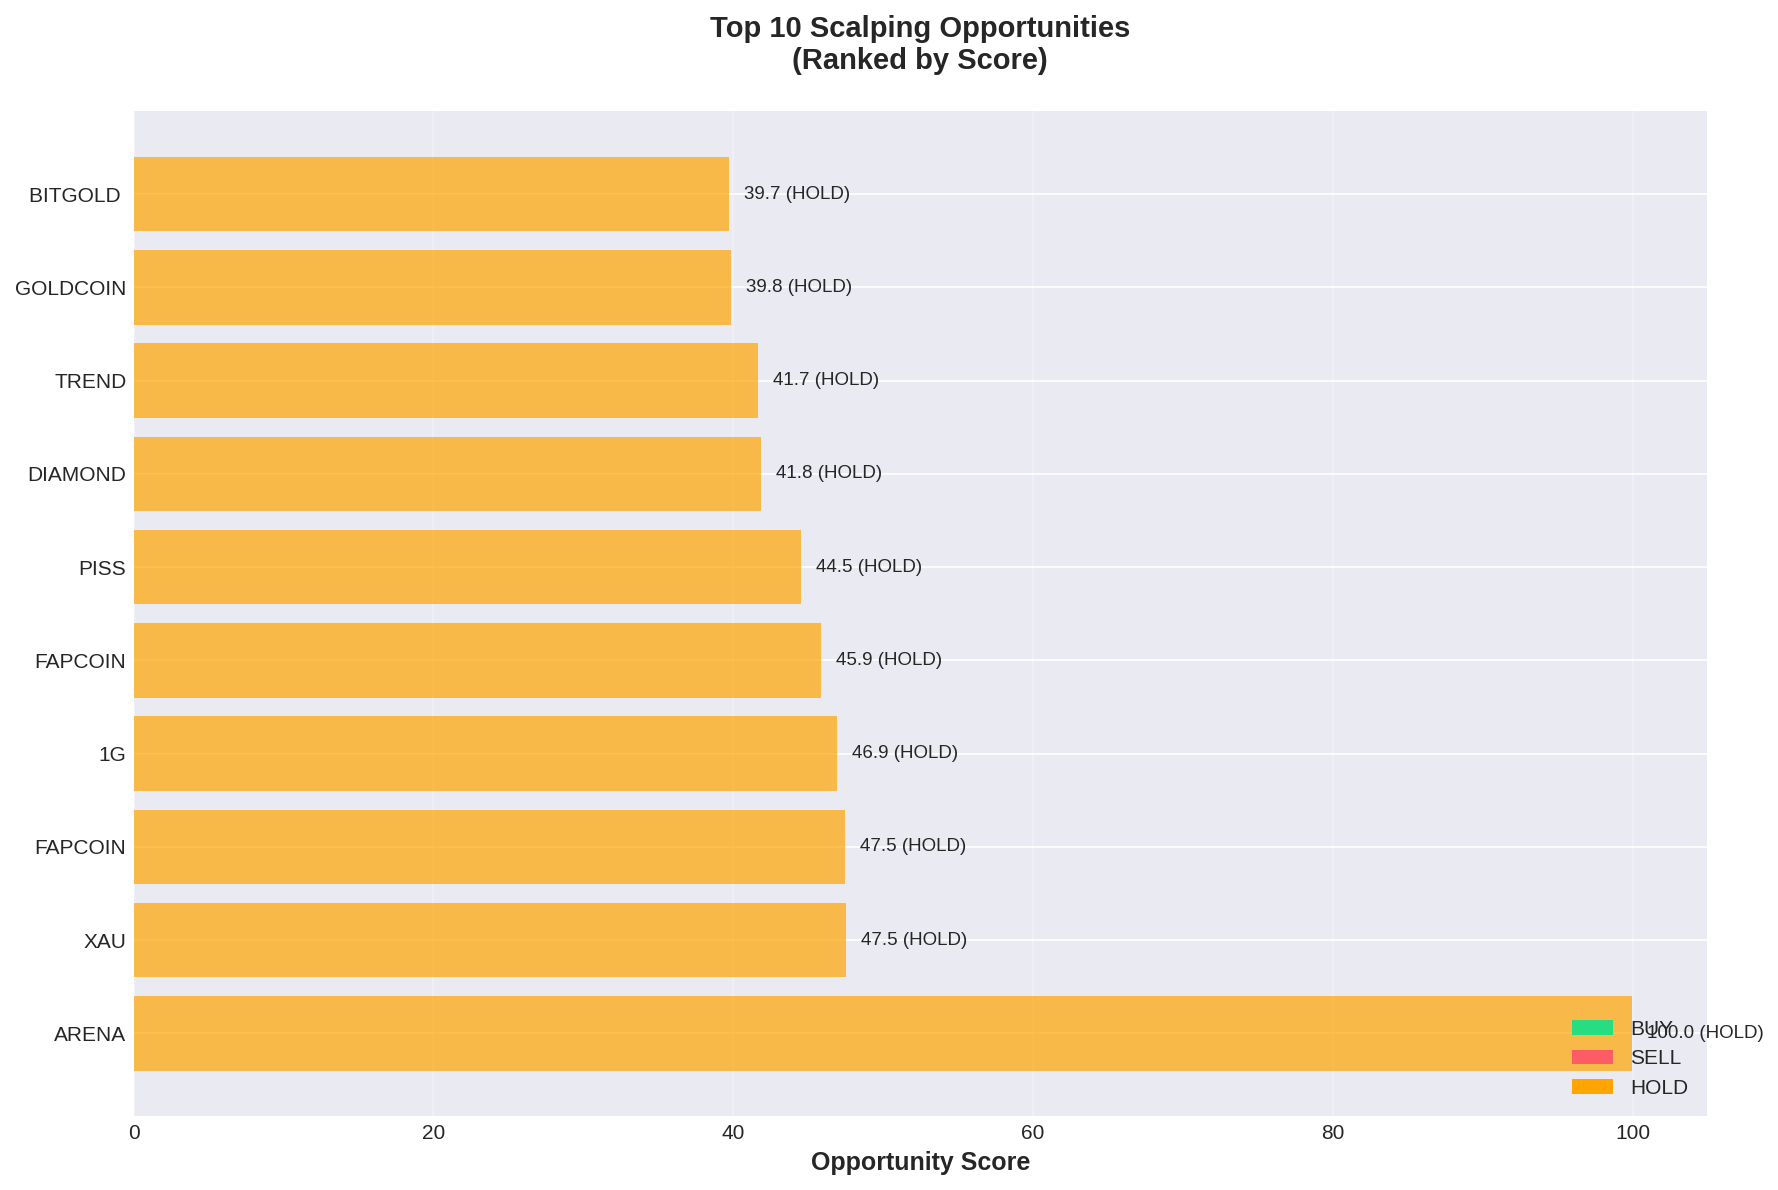 Top 10 Scalping Opportunities
(Ranked by Score)
BITGOLD
39.7 (HOLD)
GOLDCOIN
39.8 (HOLD)
TREND
41.7 (HOLD)
DIAMOND
41.8 (HOLD)
PISS
44.5 (HOLD)
FAPCOIN
45.9 (HOLD)
1G
46.9 (HOLD)
FAPCOIN
47.5 (HOLD)
XAU
47.5 (HOLD)
ARENA
100.0 (HOLD)
BUY
SELL
HOLD
0 20 40 60 80 100
Opportunity Score